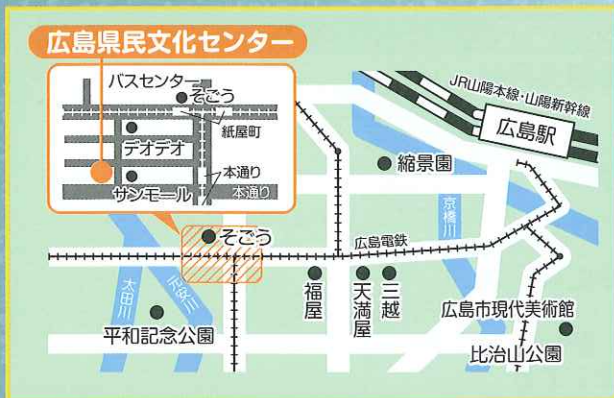 広島県民文化センター
バスセンター
そごう
紙屋町
デオデオ
本通り
サンモール
本通り
JR山陽本線・山陽新幹線
広島駅
縮景園
京橋川
そごう
広島電鉄
太田川
元安川
福屋
天満屋
三越
平和記念公園
広島市現代美術館
比治山公園